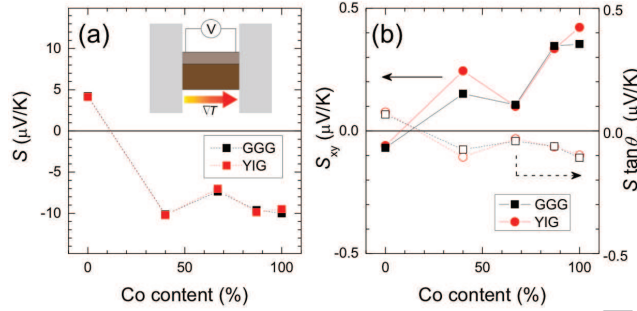 (a)
V
∇T
S (μV/K)
10
5
0
-5
-10
GGG
YIG
0
50
100
Co content (%)
(b)
S_xy (μV/K)
0.5
0.0
-0.5
GGG
YIG
0
50
100
Co content (%)
0.5
0.0
-0.5
S tanθ (μV/K)